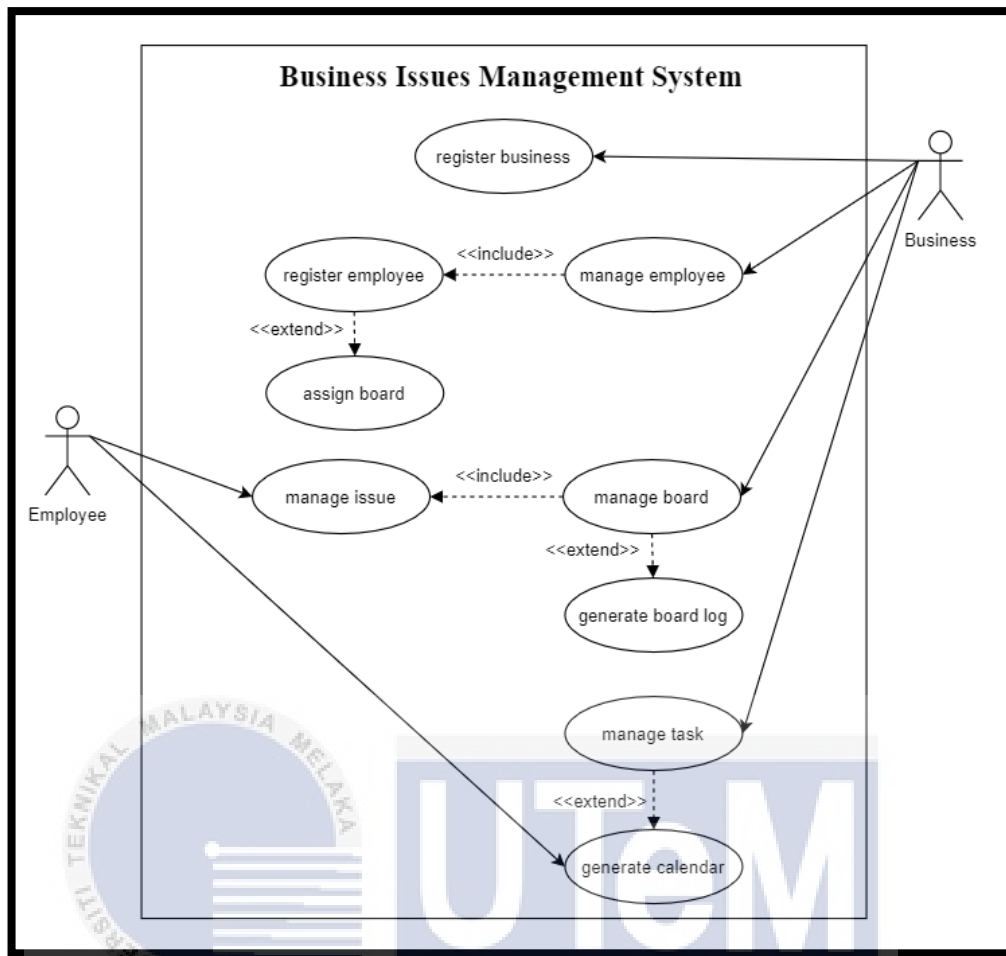 Business Issues Management System
register business
Business
<<include>>
register employee
manage employee
<<extend>>
assign board
Employee
<<include>>
manage issue
manage board
<<extend>>
generate board log
manage task
<<extend>>
generate calendar
TEKNIKAL MALAYSIA MELAKA
UTeM